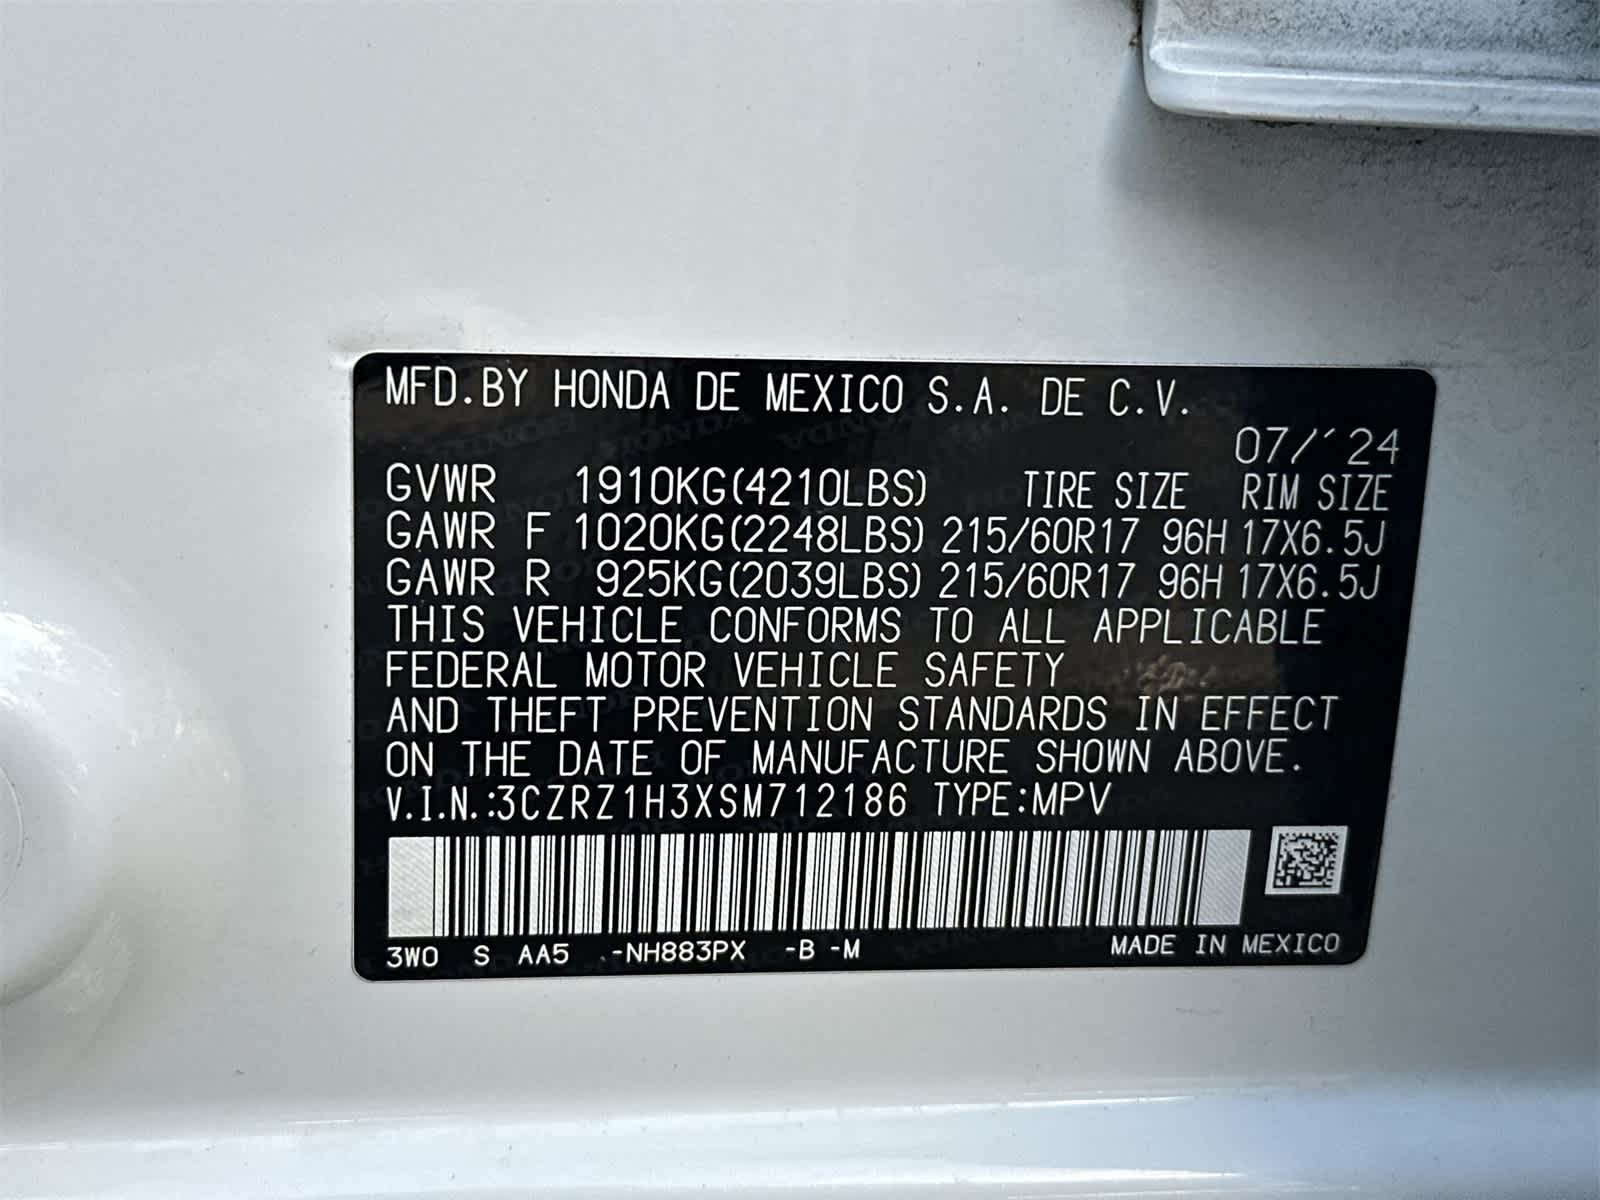 MFD.BY HONDA DE MEXICO S.A. DE C.V.
07/´24
GVWR 1910KG(4210LBS) TIRE SIZE RIM SIZE
GAWR F 1020KG(2248LBS) 215/60R17 96H 17X6.5J
GAWR R 925KG(2039LBS) 215/60R17 96H 17X6.5J
THIS VEHICLE CONFORMS TO ALL APPLICABLE
FEDERAL MOTOR VEHICLE SAFETY
AND THEFT PREVENTION STANDARDS IN EFFECT
ON THE DATE OF MANUFACTURE SHOWN ABOVE.
V.I.N.:3CZRZ1H3XSM712186 TYPE:MPV
3W0 S AA5 -NH883PX -B -M MADE IN MEXICO